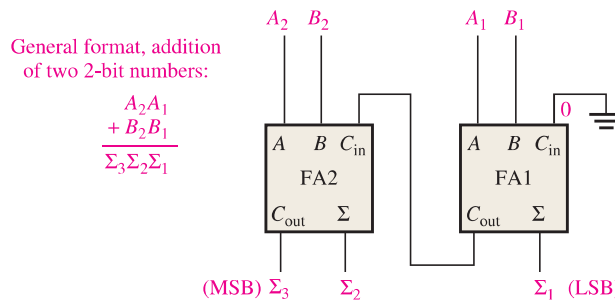 General format, addition
of two 2-bit numbers:
A₂A₁
+ B₂B₁
Σ₃Σ₂Σ₁
A₂ B₂ A₁ B₁
0
A B Cin A B Cin
FA2 FA1
Cout Σ Cout Σ
(MSB) Σ₃ Σ₂ Σ₁ (LSB